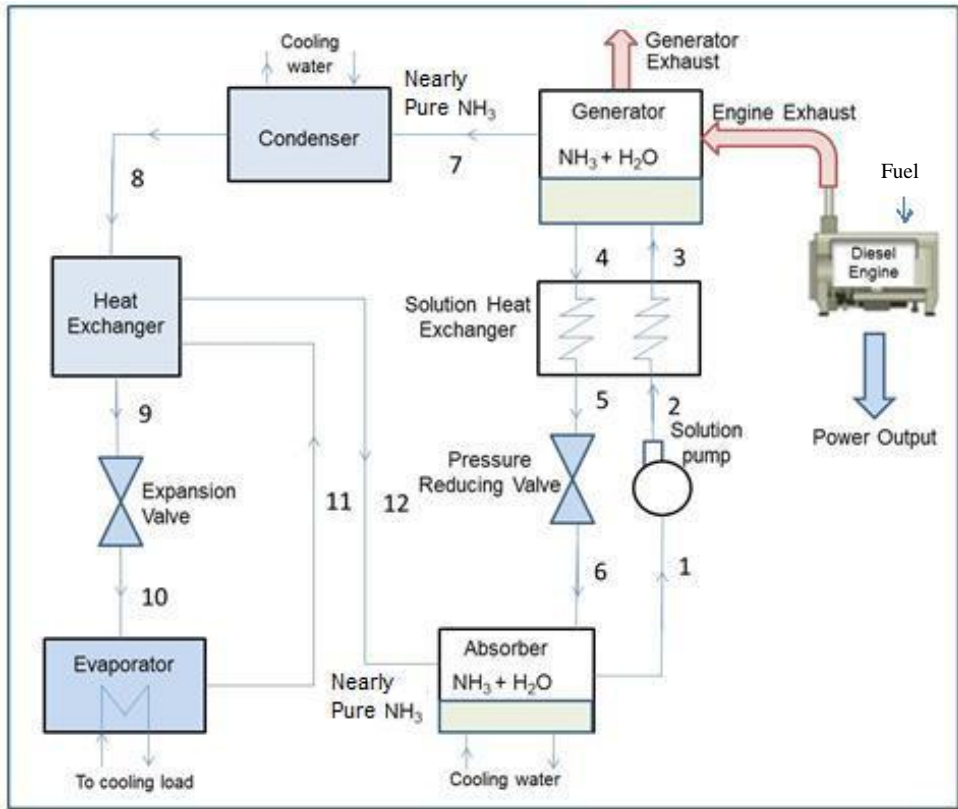 Cooling
water
Nearly
Pure NH₃
Condenser
7
8
Generator
Exhaust
Generator
NH₃ + H₂O
Engine Exhaust
Fuel
Diesel
Engine
Power Output
4
3
Solution Heat
Exchanger
5
2
Solution
pump
Pressure
Reducing Valve
6
1
Heat
Exchanger
9
Expansion
Valve
11
12
10
Evaporator
To cooling load
Nearly
Pure NH₃
Absorber
NH₃ + H₂O
Cooling water